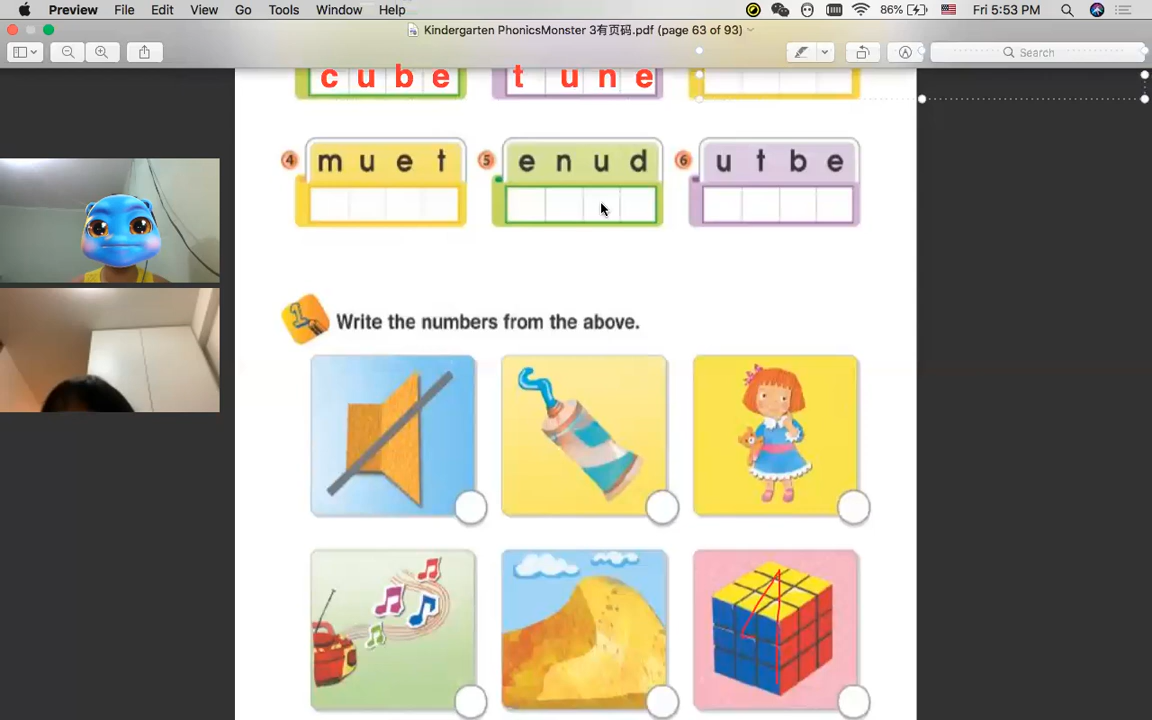 Preview File Edit View Go Tools Window Help 86% Fri 5:53 PM
Kindergarten PhonicsMonster 3有页码.pdf (page 63 of 93)
Search
c u b e t u n e
4 m u e t 5 e n u d 6 u t b e
1 Write the numbers from the above.